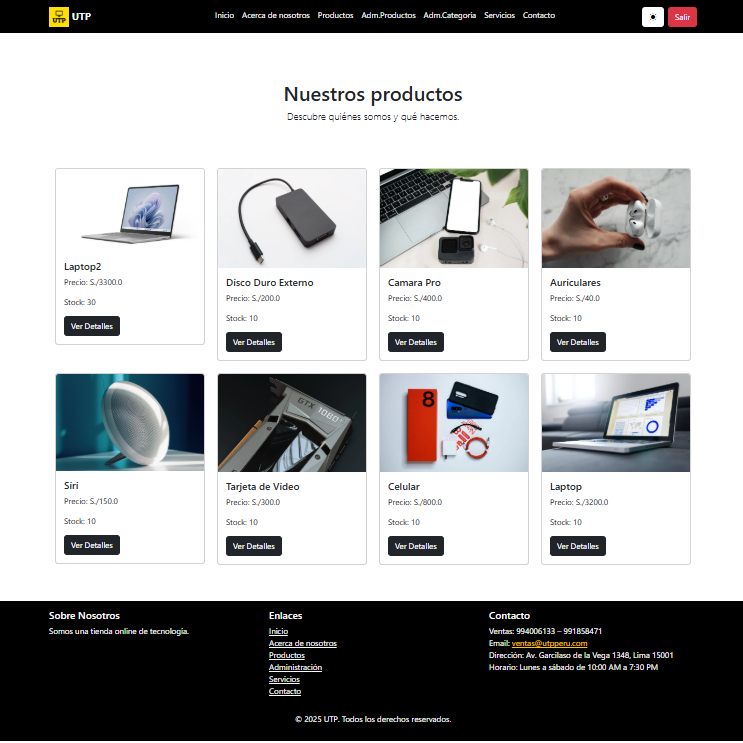 UTP UTP
Inicio Acerca de nosotros Productos Adm.Productos Adm.Categoria Servicios Contacto
Salir
Nuestros productos
Descubre quiénes somos y qué hacemos.
Laptop2
Precio: S./3300.0
Stock: 30
Ver Detalles
Disco Duro Externo
Precio: S./200.0
Stock: 10
Ver Detalles
Camara Pro
Precio: S./400.0
Stock: 10
Ver Detalles
Auriculares
Precio: S./40.0
Stock: 10
Ver Detalles
Siri
Precio: S./150.0
Stock: 10
Ver Detalles
GTX 1080
Tarjeta de Vídeo
Precio: S./300.0
Stock: 10
Ver Detalles
8
Celular
Precio: S./800.0
Stock: 10
Ver Detalles
Laptop
Precio: S./3200.0
Stock: 10
Ver Detalles
Sobre Nosotros
Somos una tienda online de tecnología.
Enlaces
Inicio
Acerca de nosotros
Productos
Administración
Servicios
Contacto
Contacto
Ventas: 994006133 – 991858471
Email: ventas@utpperu.com
Dirección: Av. Garcilaso de la Vega 1348, Lima 15001
Horario: Lunes a sábado de 10:00 AM a 7:30 PM
© 2025 UTP. Todos los derechos reservados.